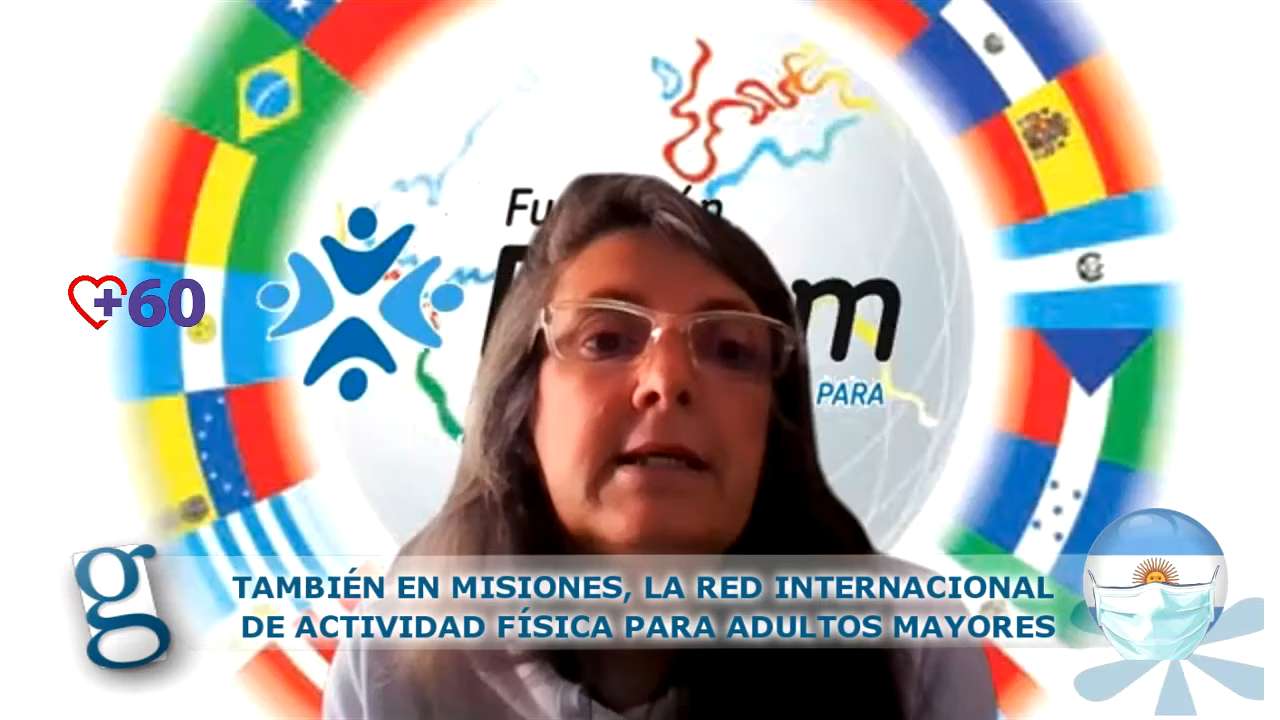 +60
PARA
g
TAMBIÉN EN MISIONES, LA RED INTERNACIONAL
DE ACTIVIDAD FÍSICA PARA ADULTOS MAYORES